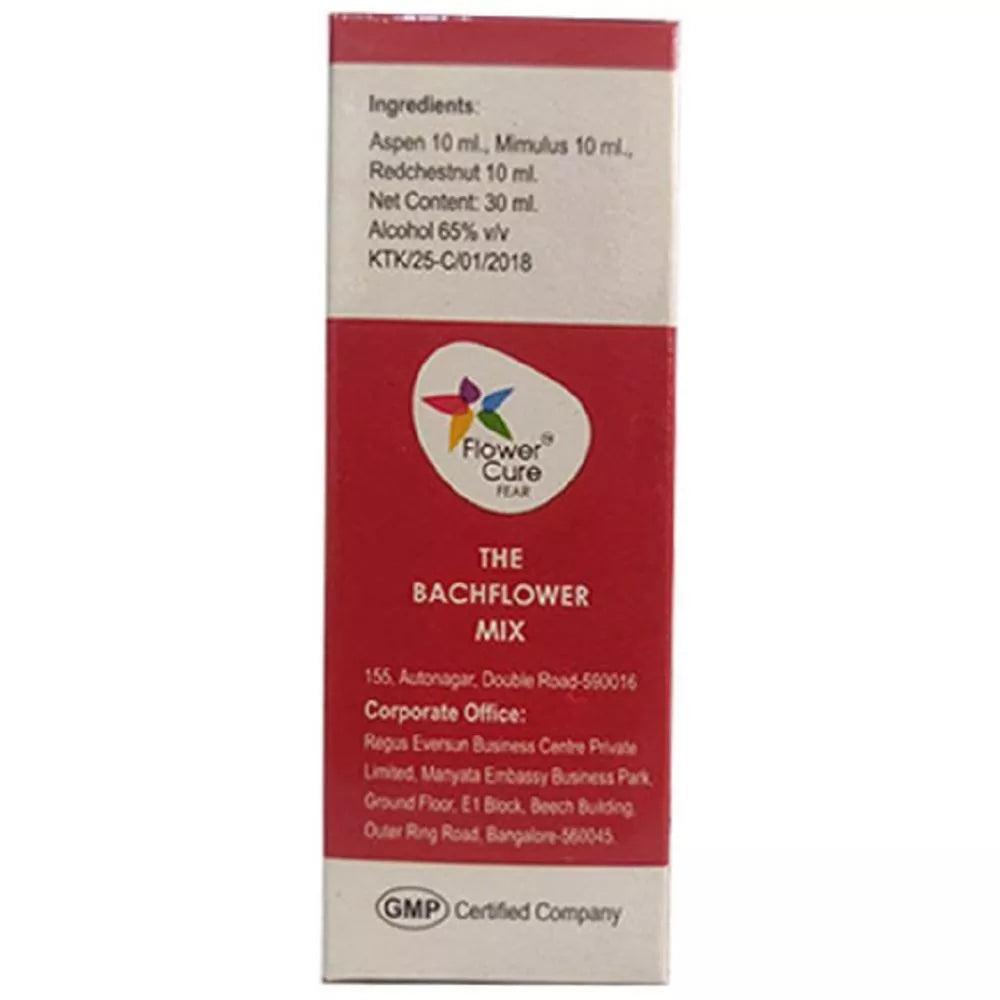 Ingredients:
Aspen 10 ml., Mimulus 10 ml.,
Redchestnut 10 ml.
Net Content: 30 ml.
Alcohol 65% v/v
KTK/25-C/01/2018
Flower®
Cure
FEAR
THE
BACHFLOWER
MIX
155, Autonagar, Double Road-590016
Corporate Office:
Regus Eversun Business Centre Private
Limited, Manyata Embassy Business Park,
Ground Floor, E1 Block, Beech Building,
Outer Ring Road, Bangalore-560045.
GMP Certified Company